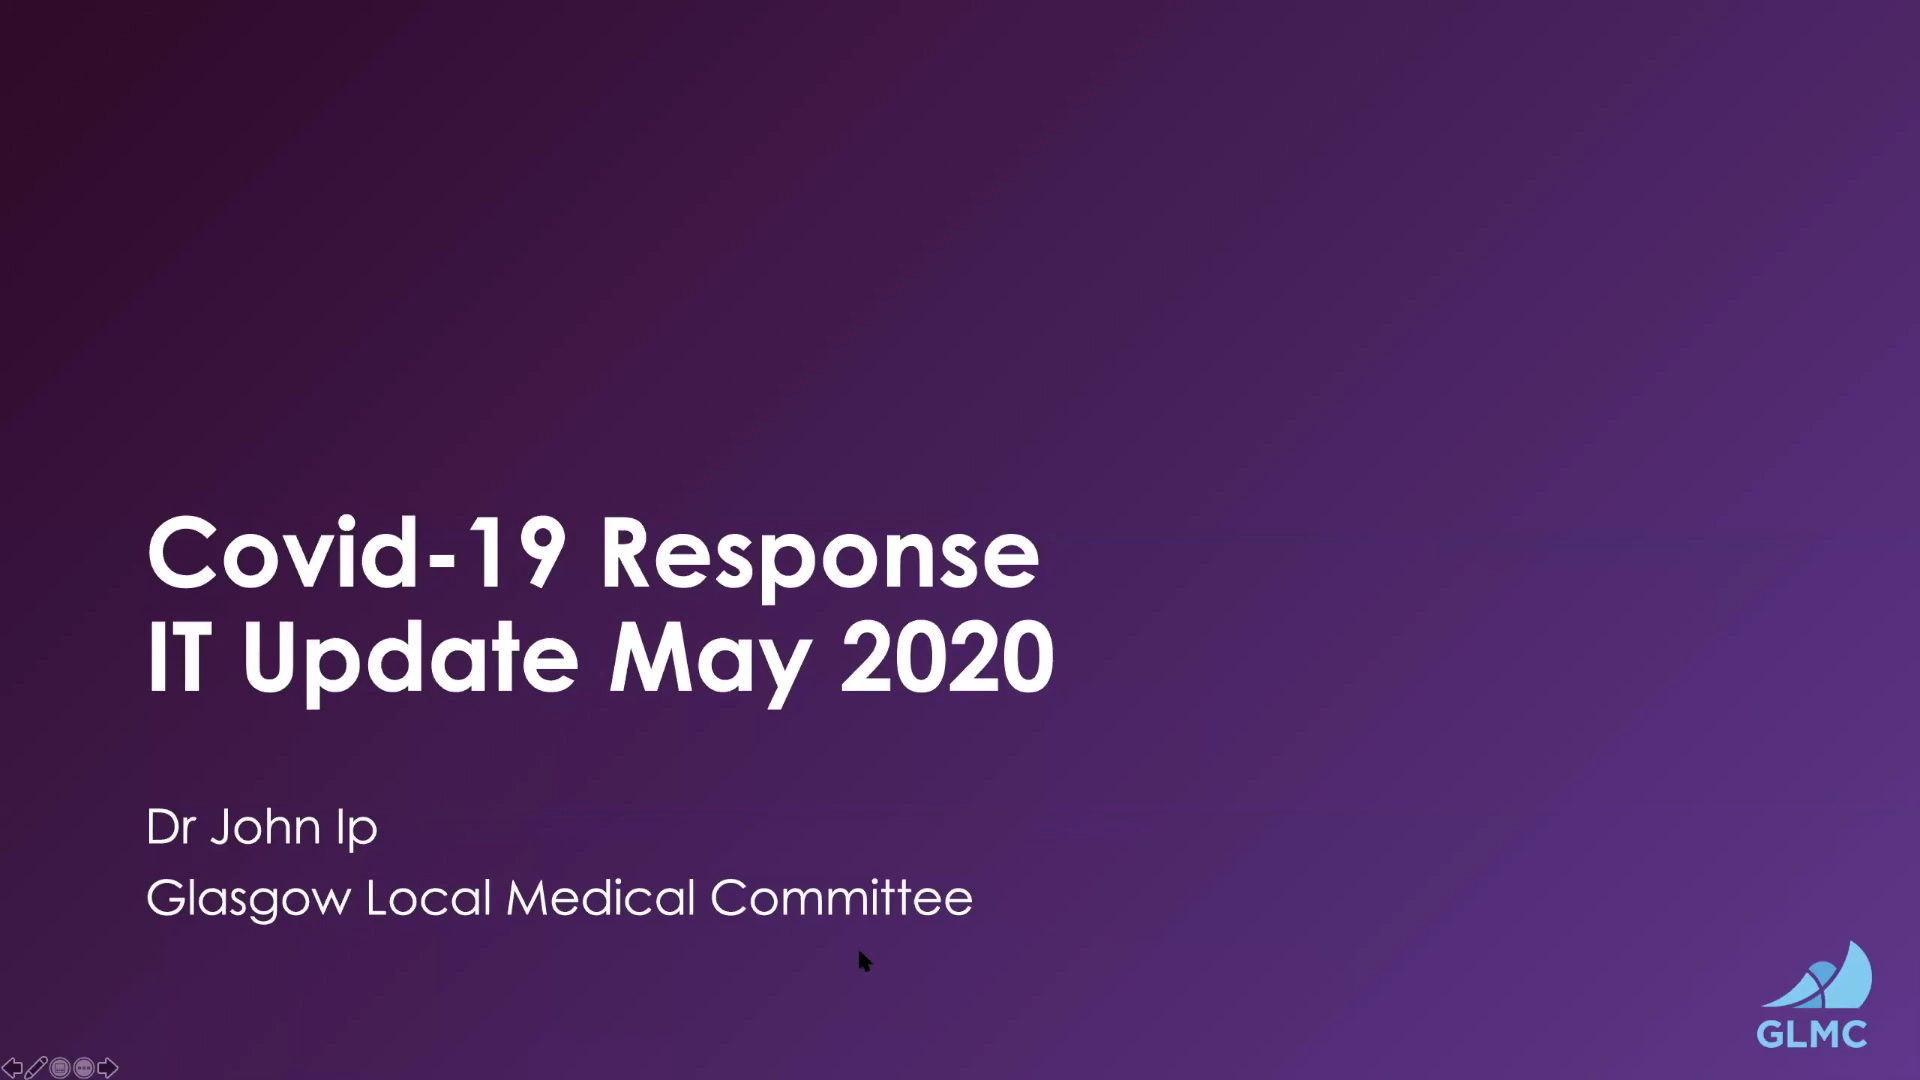 Covid-19 Response
IT Update May 2020
Dr John Ip
Glasgow Local Medical Committee
GLMC